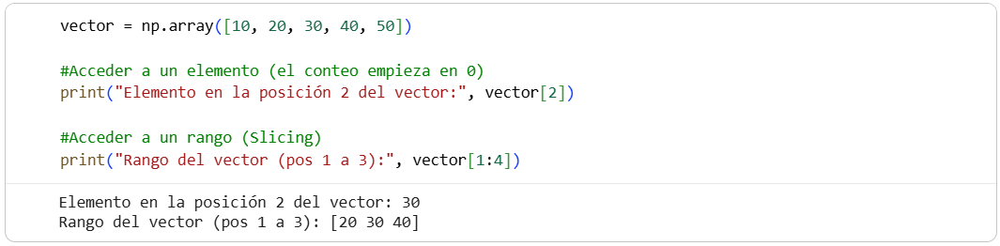 vector = np.array([10, 20, 30, 40, 50])
#Acceder a un elemento (el conteo empieza en 0)
print("Elemento en la posición 2 del vector:", vector[2])
#Acceder a un rango (Slicing)
print("Rango del vector (pos 1 a 3):", vector[1:4])
Elemento en la posición 2 del vector: 30
Rango del vector (pos 1 a 3): [20 30 40]